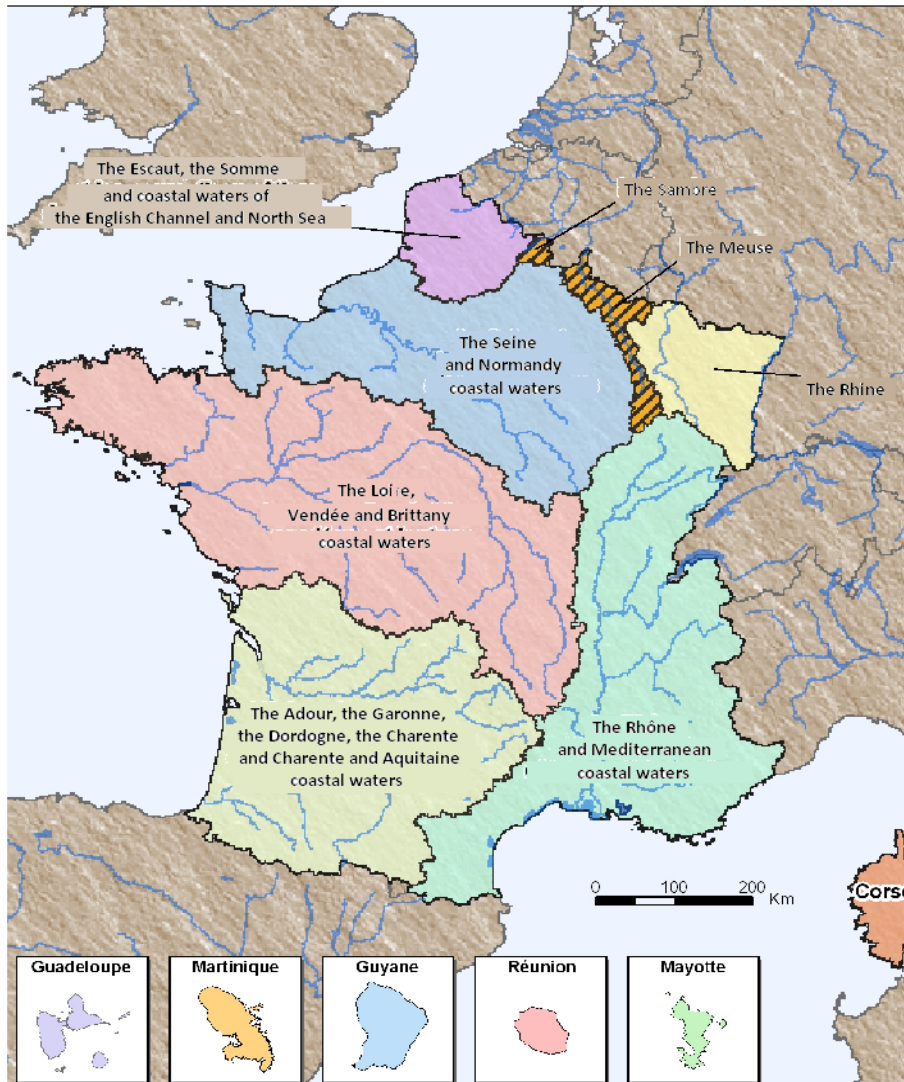 The Escaut, the Somme
and coastal waters of
the English Channel and North Sea
The Sambre
The Meuse
The Seine
and Normandy
coastal waters
The Rhine
The Loire,
Vendée and Brittany
coastal waters
The Adour, the Garonne,
the Dordogne, the Charente
and Charente and Aquitaine
coastal waters
The Rhône
and Mediterranean
coastal waters
0 100 200 Km
Corse
Guadeloupe
Martinique
Guyane
Réunion
Mayotte